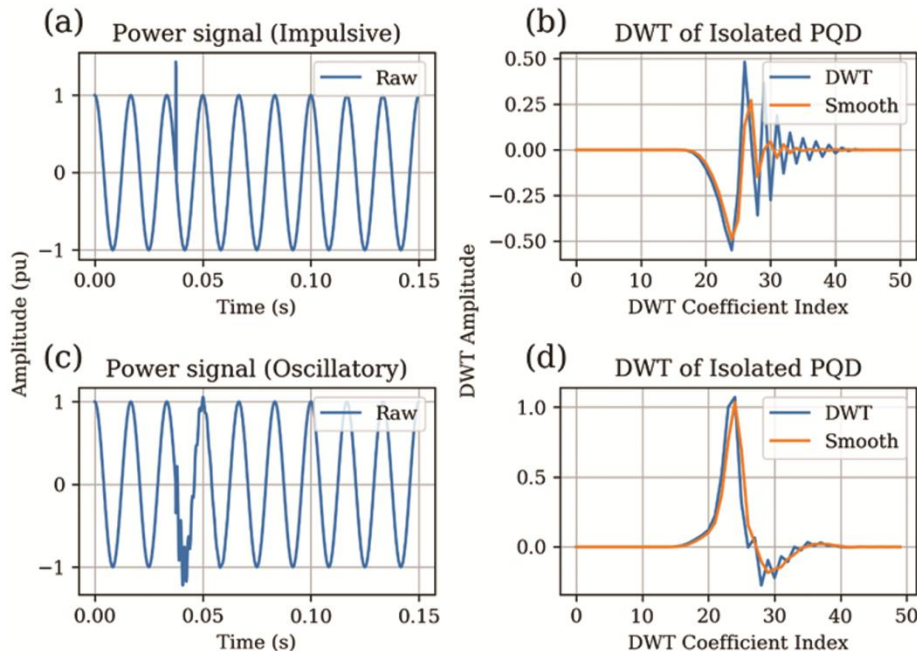 (a)
Power signal (Impulsive)
Raw
1
0
−1
0.00 0.05 0.10 0.15
Time (s)
(b)
DWT of Isolated PQD
DWT
Smooth
0.50
0.25
0.00
−0.25
−0.50
0 10 20 30 40 50
DWT Coefficient Index
Amplitude (pu)
DWT Amplitude
(c)
Power signal (Oscillatory)
Raw
1
0
−1
0.00 0.05 0.10 0.15
Time (s)
(d)
DWT of Isolated PQD
DWT
Smooth
1.0
0.5
0.0
0 10 20 30 40 50
DWT Coefficient Index